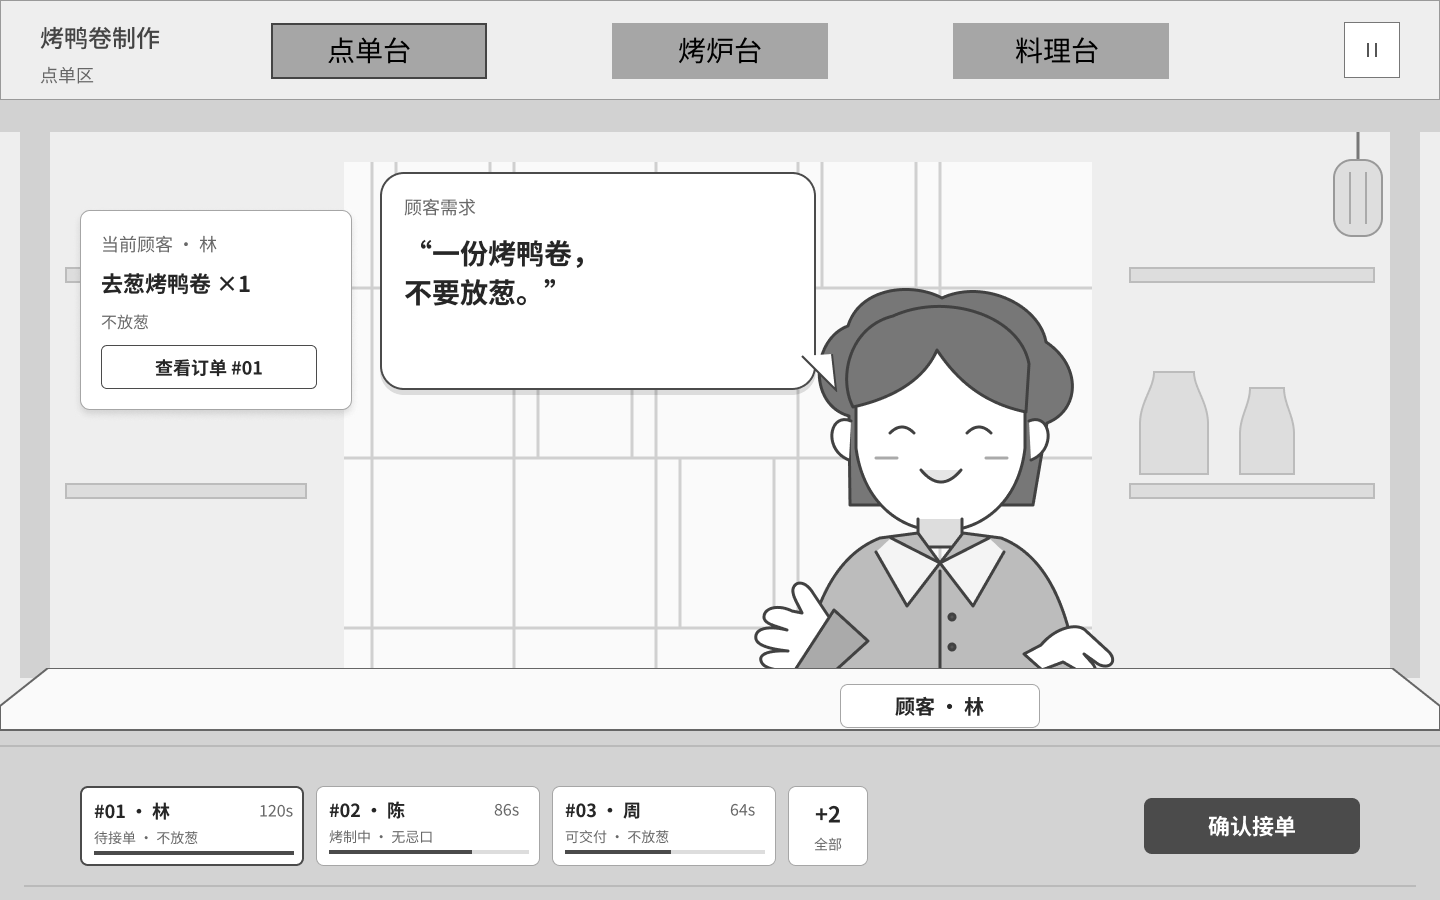 烤鸭卷制作
点单区
点单台
烤炉台
料理台
当前顾客 · 林
去葱烤鸭卷 ×1
不放葱
查看订单 #01
顾客需求
“一份烤鸭卷，
不要放葱。”
顾客 · 林
#01 · 林
120s
待接单 · 不放葱
#02 · 陈
86s
烤制中 · 无忌口
#03 · 周
64s
可交付 · 不放葱
+2
全部
确认接单